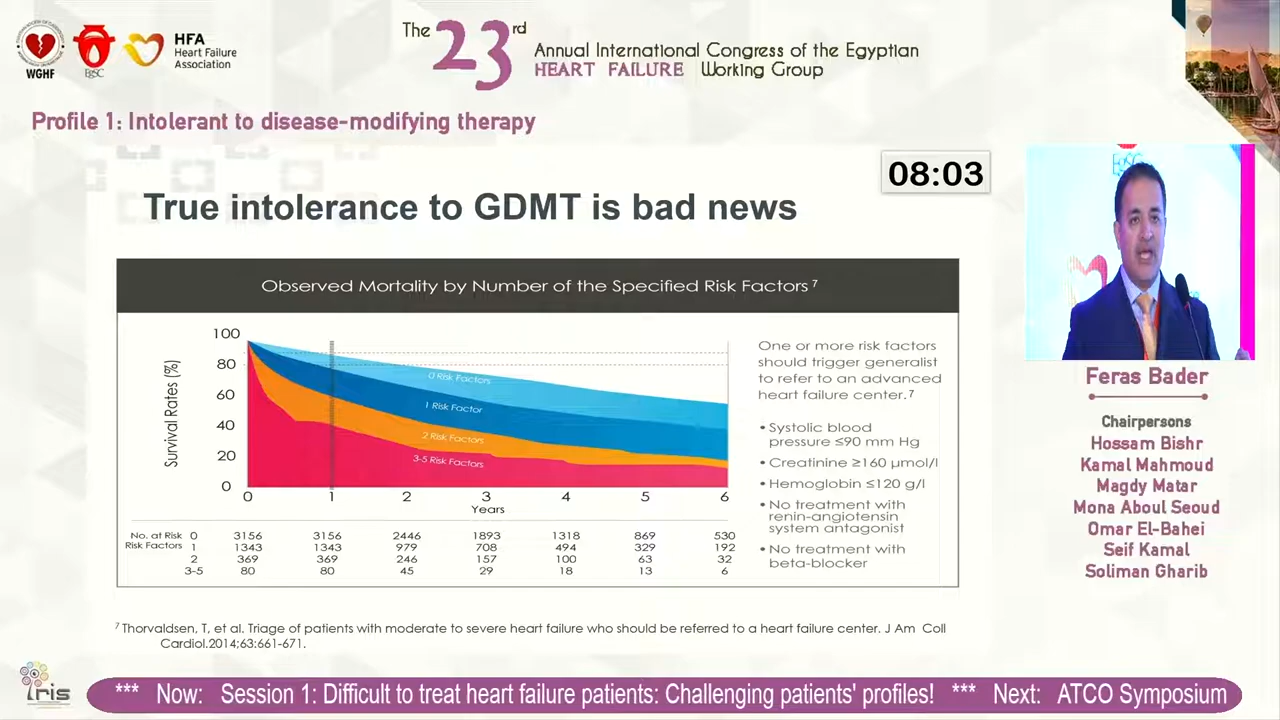 WGHF
EgSC
HFA
Heart Failure
Association
The 23rd
Annual International Congress of the Egyptian
HEART FAILURE Working Group
Profile 1: Intolerant to disease-modifying therapy
08:03
True intolerance to GDMT is bad news
Observed Mortality by Number of the Specified Risk Factors 7
Survival Rates (%)
100
80
60
40
20
0
0 Risk Factors
1 Risk Factor
2 Risk Factors
3-5 Risk Factors
0 1 2 3 4 5 6
Years
No. at Risk 0 3156 3156 2446 1893 1318 869 530
Risk Factors 1 1343 1343 979 708 494 329 192
2 369 369 246 157 100 63 32
3-5 80 80 45 29 18 13 6
One or more risk factors
should trigger generalist
to refer to an advanced
heart failure center.7
• Systolic blood
pressure ≤90 mm Hg
• Creatinine ≥160 µmol/l
• Hemoglobin ≤120 g/l
• No treatment with
renin-angiotensin
system antagonist
• No treatment with
beta-blocker
7 Thorvaldsen, T, et al. Triage of patients with moderate to severe heart failure who should be referred to a heart failure center. J Am Coll
Cardiol.2014;63:661-671.
EgSC
Feras Bader
Chairpersons
Hossam Bishr
Kamal Mahmoud
Magdy Matar
Mona Aboul Seoud
Omar El-Bahei
Seif Kamal
Soliman Gharib
iris
*** Now: Session 1: Difficult to treat heart failure patients: Challenging patients' profiles! *** Next: ATCO Symposium